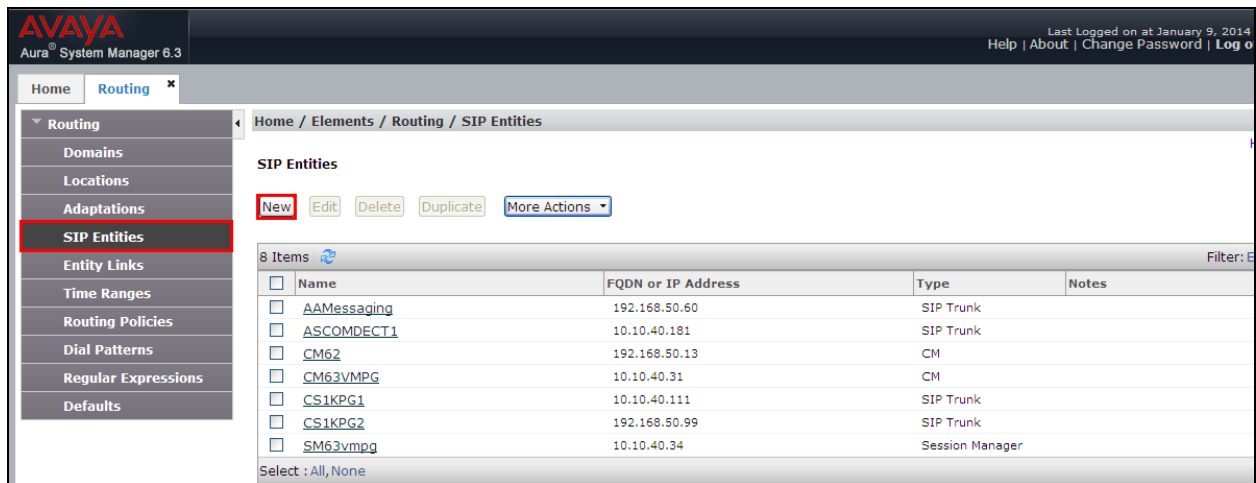 AVAYA
Aura® System Manager 6.3
Last Logged on at January 9, 2014
Help | About | Change Password | Log o
Home
Routing ×
Routing
Domains
Locations
Adaptations
SIP Entities
Entity Links
Time Ranges
Routing Policies
Dial Patterns
Regular Expressions
Defaults
Home / Elements / Routing / SIP Entities
H
SIP Entities
New Edit Delete Duplicate More Actions
8 Items Filter: E
Name FQDN or IP Address Type Notes
AAMessaging 192.168.50.60 SIP Trunk
ASCOMDECT1 10.10.40.181 SIP Trunk
CM62 192.168.50.13 CM
CM63VMPG 10.10.40.31 CM
CS1KPG1 10.10.40.111 SIP Trunk
CS1KPG2 192.168.50.99 SIP Trunk
SM63vmpg 10.10.40.34 Session Manager
Select : All, None